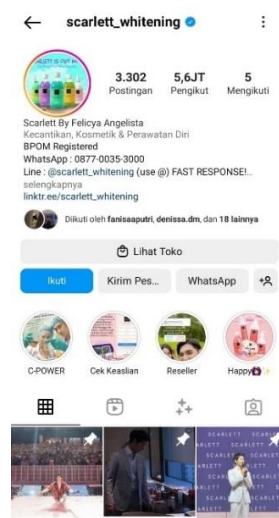 scarlett_whitening
3.302
Postingan
5,6JT
Pengikut
5
Mengikuti
Scarlett By Felicya Angelista
Kecantikan, Kosmetik & Perawatan Diri
BPOM Registered
WhatsApp : 0877-0035-3000
Line : @scarlett_whitening (use @) FAST RESPONSE!...
selengkapnya
linktr.ee/scarlett_whitening
Diikuti oleh fanisaaputri, denissa.dm, dan 18 lainnya
Lihat Toko
Ikuti
Kirim Pes...
WhatsApp
C-POWER
Cek Keaslian
Reseller
Happy
SCARLETT